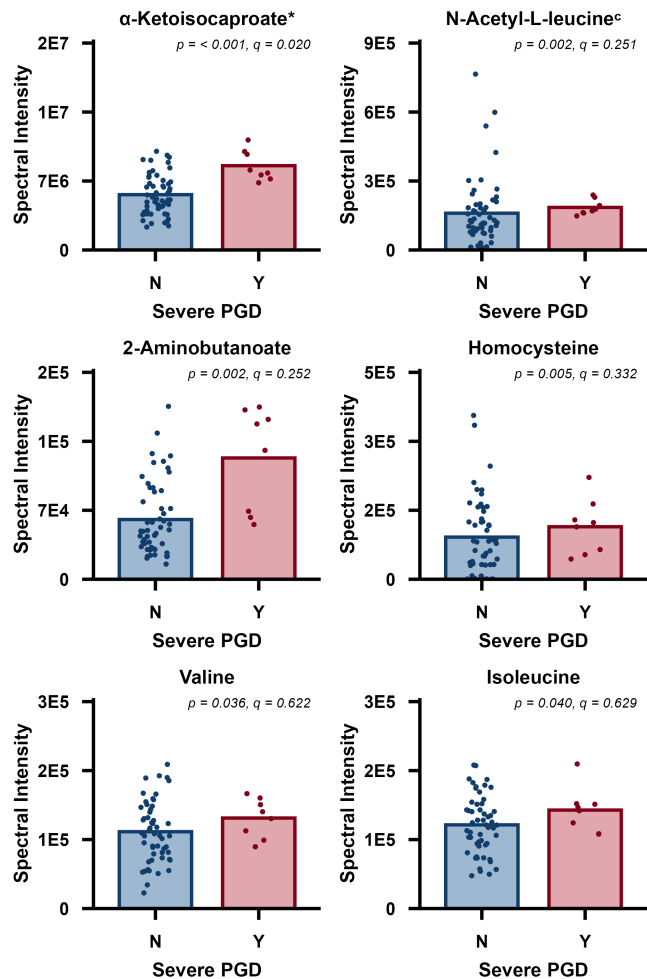 α-Ketoisocaproate*
p = < 0.001, q = 0.020
Spectral Intensity
2E7
1E7
7E6
0
N
Y
Severe PGD
N-Acetyl-L-leucineᶜ
p = 0.002, q = 0.251
Spectral Intensity
9E5
6E5
3E5
0
N
Y
Severe PGD
2-Aminobutanoate
p = 0.002, q = 0.252
Spectral Intensity
2E5
1E5
7E4
0
N
Y
Severe PGD
Homocysteine
p = 0.005, q = 0.332
Spectral Intensity
5E5
3E5
2E5
0
N
Y
Severe PGD
Valine
p = 0.036, q = 0.622
Spectral Intensity
3E5
2E5
1E5
0
N
Y
Severe PGD
Isoleucine
p = 0.040, q = 0.629
Spectral Intensity
3E5
2E5
1E5
0
N
Y
Severe PGD